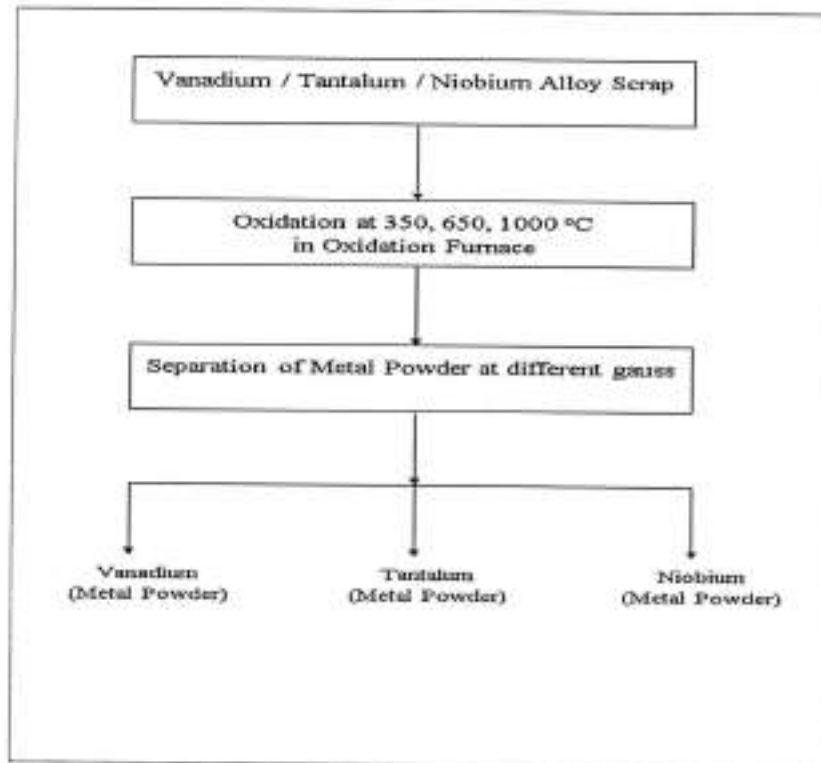 Vanadium / Tantalum / Niobium Alloy Scrap
Oxidation at 350, 650, 1000 ºC
in Oxidation Furnace
Separation of Metal Powder at different gauss
Vanadium
(Metal Powder)
Tantalum
(Metal Powder)
Niobium
(Metal Powder)